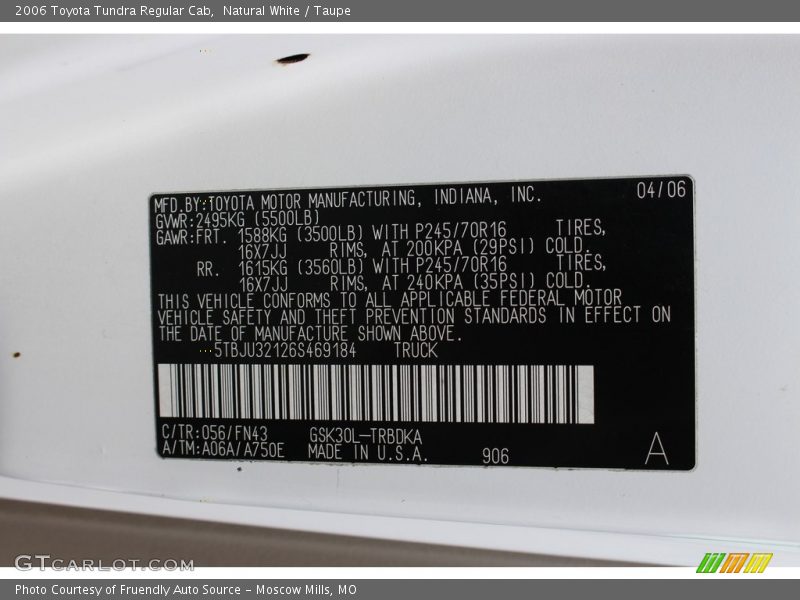 2006 Toyota Tundra Regular Cab,  Natural White / Taupe
MFD.BY:TOYOTA MOTOR MANUFACTURING, INDIANA, INC. 04/06
GVWR:2495KG (5500LB)
GAWR:FRT. 1588KG (3500LB) WITH P245/70R16 TIRES,
16X7JJ RIMS, AT 200KPA (29PSI) COLD.
RR. 1615KG (3560LB) WITH P245/70R16 TIRES,
16X7JJ RIMS, AT 240KPA (35PSI) COLD.
THIS VEHICLE CONFORMS TO ALL APPLICABLE FEDERAL MOTOR
VEHICLE SAFETY AND THEFT PREVENTION STANDARDS IN EFFECT ON
THE DATE OF MANUFACTURE SHOWN ABOVE.
5TBJU32126S469184 TRUCK
C/TR:056/FN43 GSK30L-TRBDKA
A/TM:A06A/A750E MADE IN U.S.A. 906 A
GTCARLOT.COM
Photo Courtesy of Fruendly Auto Source – Moscow Mills, MO